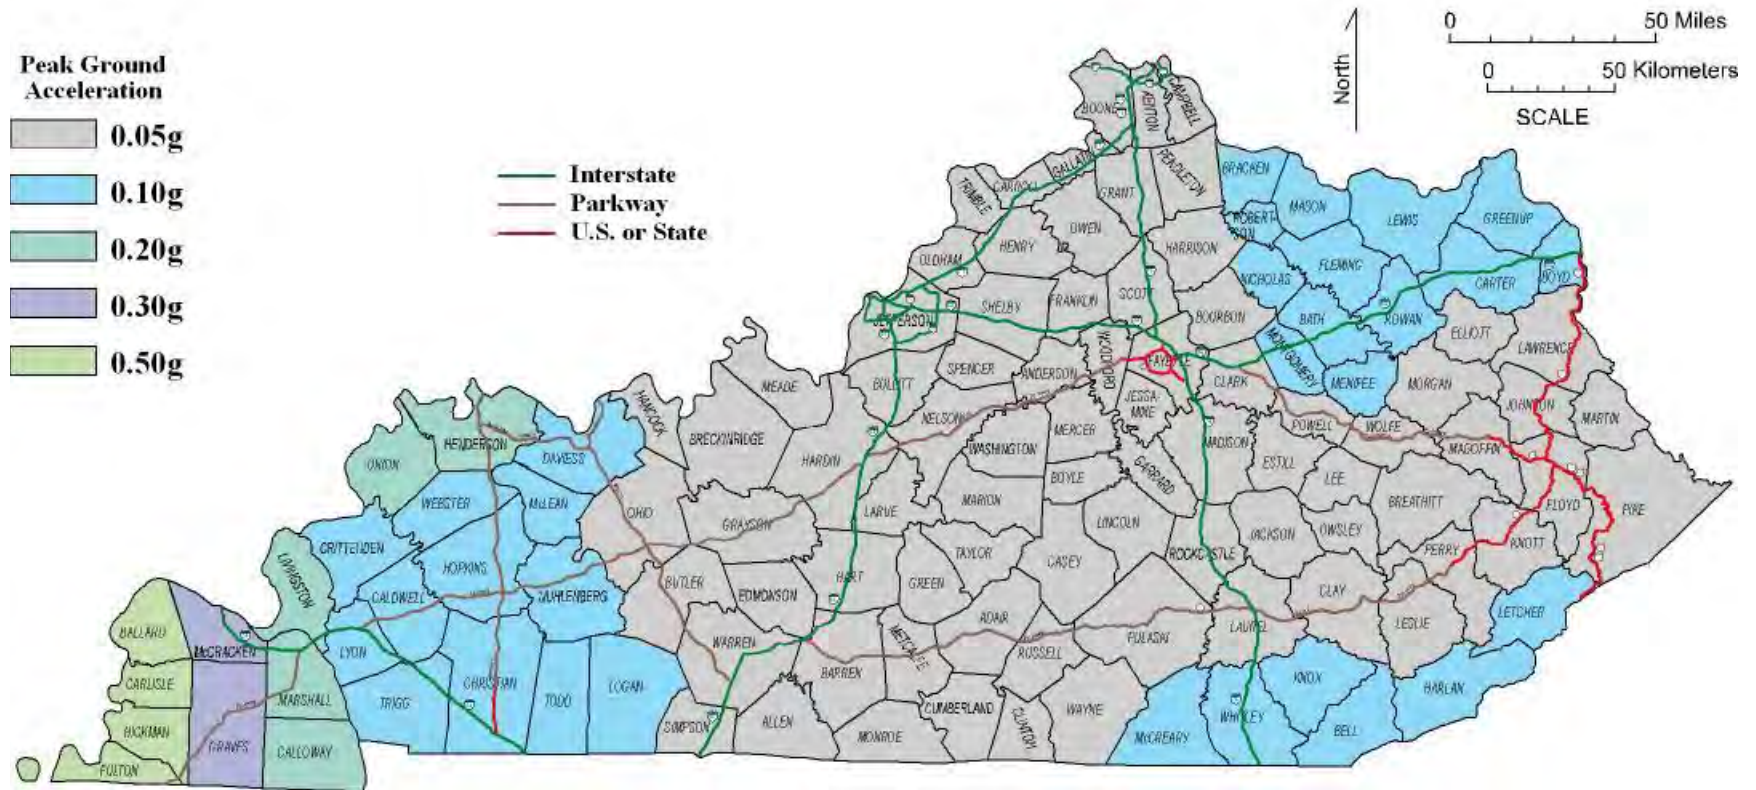 0 50 Miles
0 50 Kilometers
SCALE
North
Peak Ground
Acceleration
0.05g
0.10g
0.20g
0.30g
0.50g
Interstate
Parkway
U.S. or State
BOONE
KENTON
CAMPBELL
GALLATIN
CARROLL
TRIMBLE
GRANT
PENDLETON
BRACKEN
MASON
LEWIS
GREENUP
ROBERT-
SON
OWEN
HENRY
HARRISON
OLDHAM
FLEMING
NICHOLAS
CARTER
BOYD
SHELBY
FRANKLIN
SCOTT
BOURBON
BATH
ROWAN
JEFFERSON
ELLIOTT
LAWRENCE
MONTGOMERY
MENIFEE
MORGAN
WOODFORD
FAYETTE
CLARK
SPENCER
ANDERSON
BULLITT
MEADE
JESSA-
MINE
JOHNSON
MARTIN
HANCOCK
BRECKINRIDGE
NELSON
MERCER
MADISON
POWELL
WOLFE
MAGOFFIN
HENDERSON
UNION
DAVIESS
HARDIN
WASHINGTON
BOYLE
GARRARD
ESTILL
LEE
BREATHITT
FLOYD
PIKE
WEBSTER
McLEAN
OHIO
GRAYSON
LARUE
MARION
LINCOLN
JACKSON
OWSLEY
PERRY
KNOTT
CRITTENDEN
LIVINGSTON
HOPKINS
CALDWELL
MUHLENBERG
BUTLER
EDMONSON
HART
GREEN
TAYLOR
CASEY
ROCKCASTLE
CLAY
LESLIE
LETCHER
BALLARD
McCRACKEN
LYON
WARREN
METCALFE
ADAIR
RUSSELL
PULASKI
LAUREL
CARLISLE
MARSHALL
TRIGG
CHRISTIAN
TODD
LOGAN
BARREN
CUMBERLAND
CLINTON
WAYNE
KNOX
HARLAN
HICKMAN
GRAVES
CALLOWAY
FULTON
SIMPSON
ALLEN
MONROE
McCREARY
WHITLEY
BELL